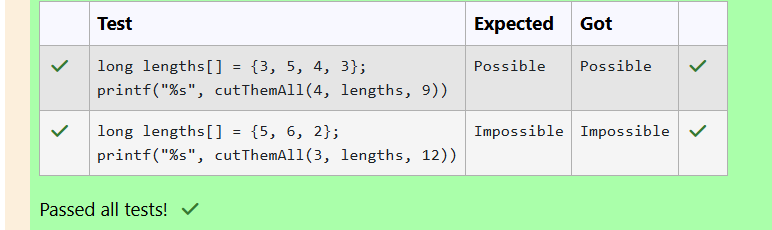 Test Expected Got
long lengths[] = {3, 5, 4, 3}; Possible Possible
printf("%s", cutThemAll(4, lengths, 9))
long lengths[] = {5, 6, 2}; Impossible Impossible
printf("%s", cutThemAll(3, lengths, 12))
Passed all tests!